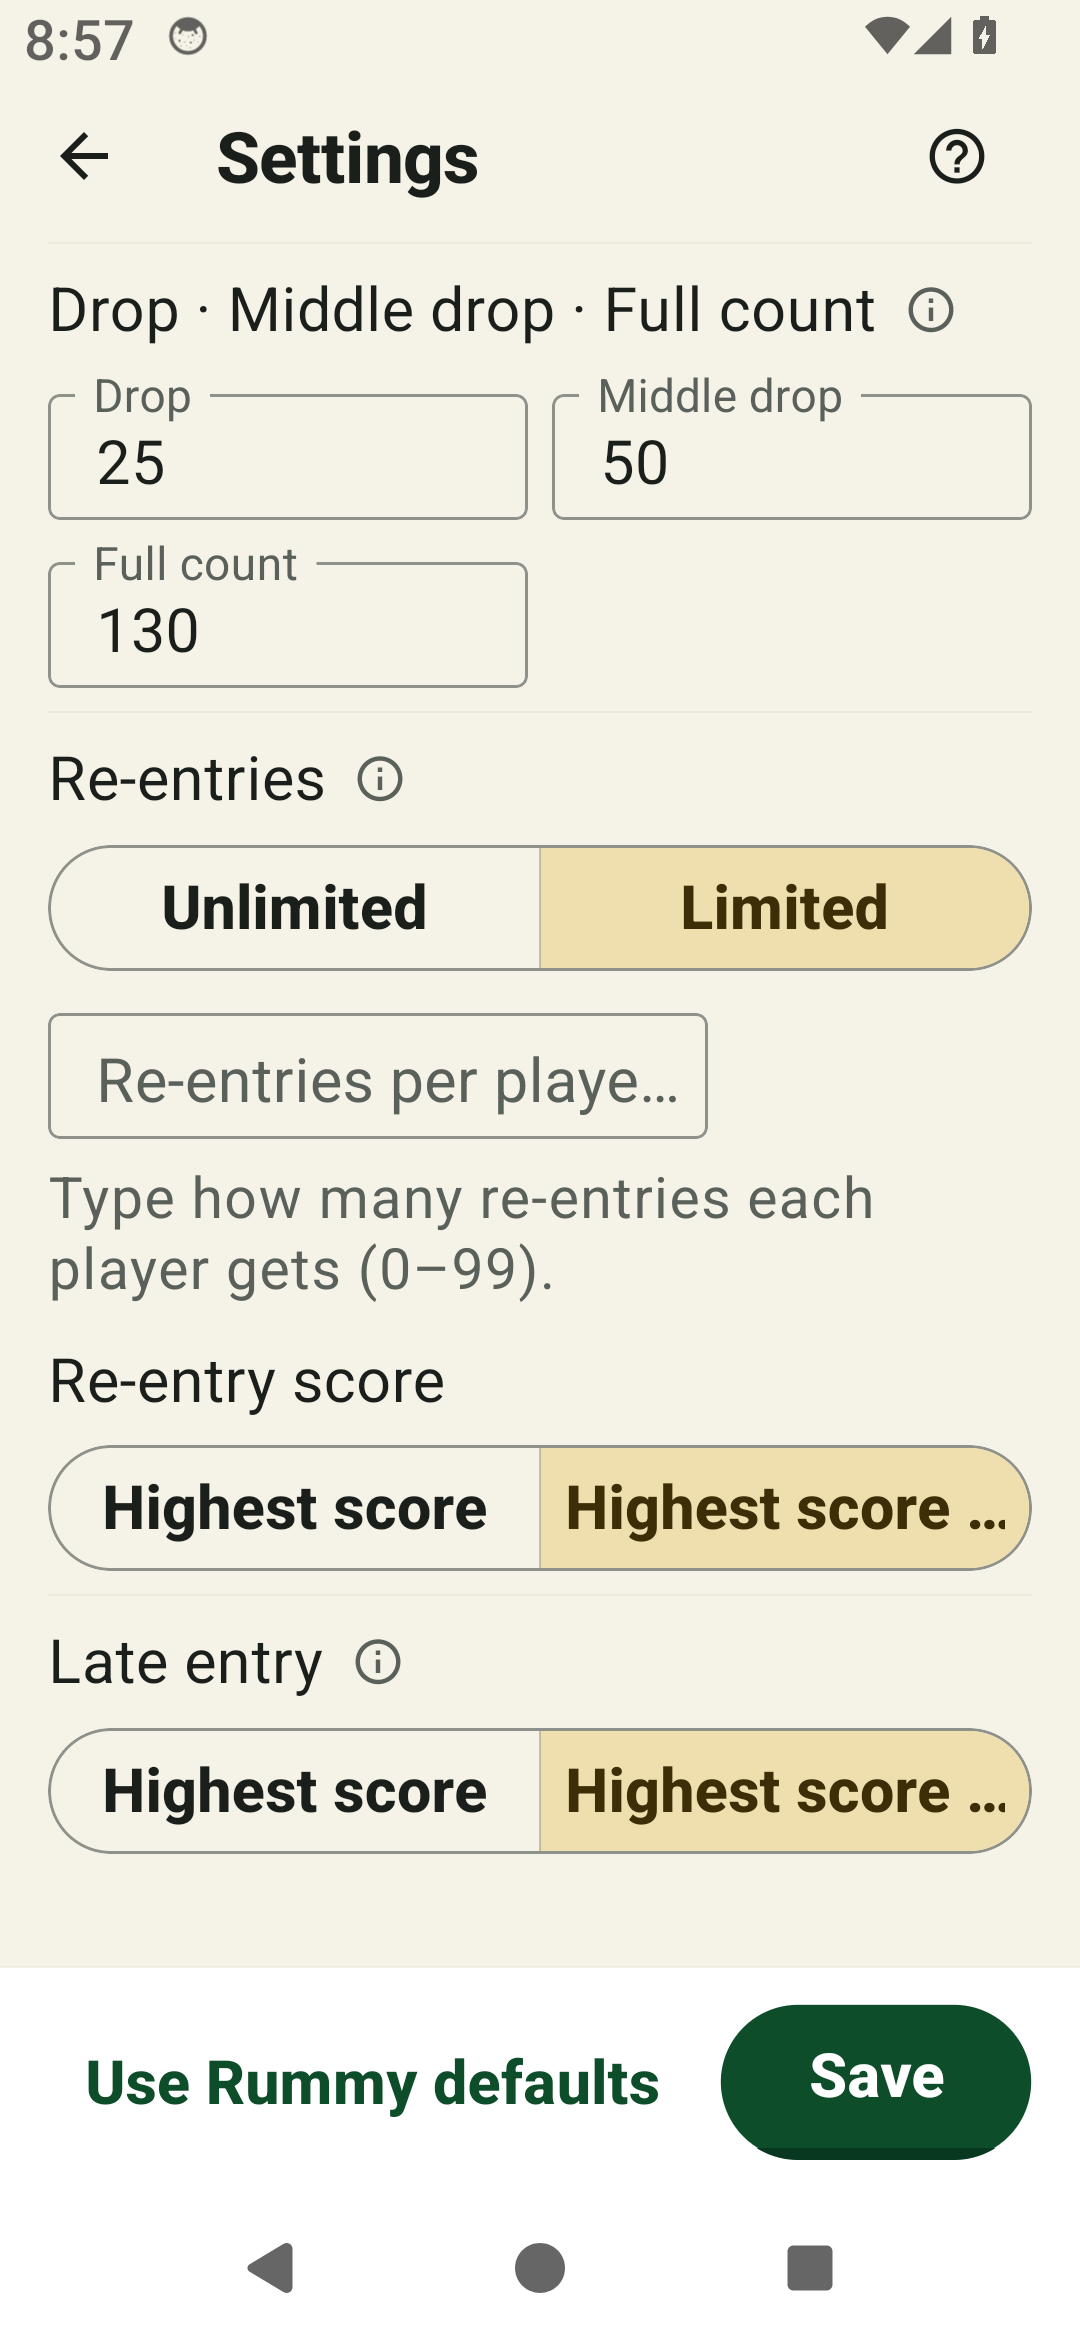 8:57
Settings
Drop · Middle drop · Full count
Drop
Middle drop
25
50
Full count
130
Re-entries
Unlimited
Limited
Re-entries per playe…
Type how many re-entries each
player gets (0–99).
Re-entry score
Highest score
Highest score …
Late entry
Highest score
Highest score …
Use Rummy defaults
Save